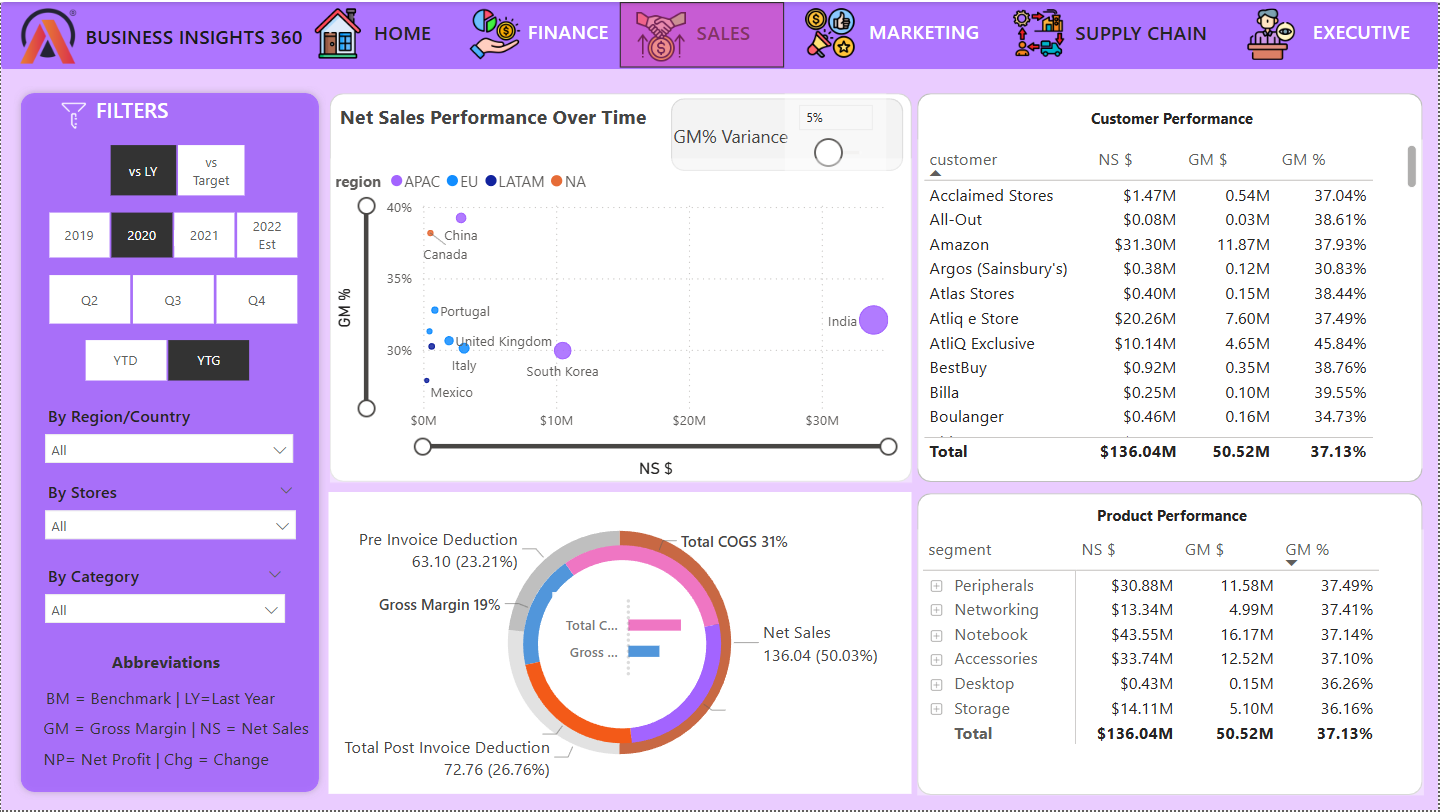 BUSINESS INSIGHTS 360
HOME
FINANCE
SALES
MARKETING
SUPPLY CHAIN
EXECUTIVE
FILTERS
vs LY
vs
Target
2019
2020
2021
2022
Est
Q2
Q3
Q4
YTD
YTG
By Region/Country
All
By Stores
All
By Category
All
Abbreviations
BM = Benchmark | LY=Last Year
GM = Gross Margin | NS = Net Sales
NP= Net Profit | Chg = Change
Net Sales Performance Over Time
GM% Variance
5%
region APAC EU LATAM NA
GM %
40%
35%
30%
China
Canada
Portugal
United Kingdom
Italy
Mexico
South Korea
India
$0M $10M $20M $30M
NS $
Pre Invoice Deduction
63.10 (23.21%)
Total COGS 31%
Gross Margin 19%
Total C...
Gross ...
Net Sales
136.04 (50.03%)
Total Post Invoice Deduction
72.76 (26.76%)
Customer Performance
customer NS $ GM $ GM %
Acclaimed Stores $1.47M 0.54M 37.04%
All-Out $0.08M 0.03M 38.61%
Amazon $31.30M 11.87M 37.93%
Argos (Sainsbury's) $0.38M 0.12M 30.83%
Atlas Stores $0.40M 0.15M 38.44%
Atliq e Store $20.26M 7.60M 37.49%
AtliQ Exclusive $10.14M 4.65M 45.84%
BestBuy $0.92M 0.35M 38.76%
Billa $0.25M 0.10M 39.55%
Boulanger $0.46M 0.16M 34.73%
Total $136.04M 50.52M 37.13%
Product Performance
segment NS $ GM $ GM %
Peripherals $30.88M 11.58M 37.49%
Networking $13.34M 4.99M 37.41%
Notebook $43.55M 16.17M 37.14%
Accessories $33.74M 12.52M 37.10%
Desktop $0.43M 0.15M 36.26%
Storage $14.11M 5.10M 36.16%
Total $136.04M 50.52M 37.13%